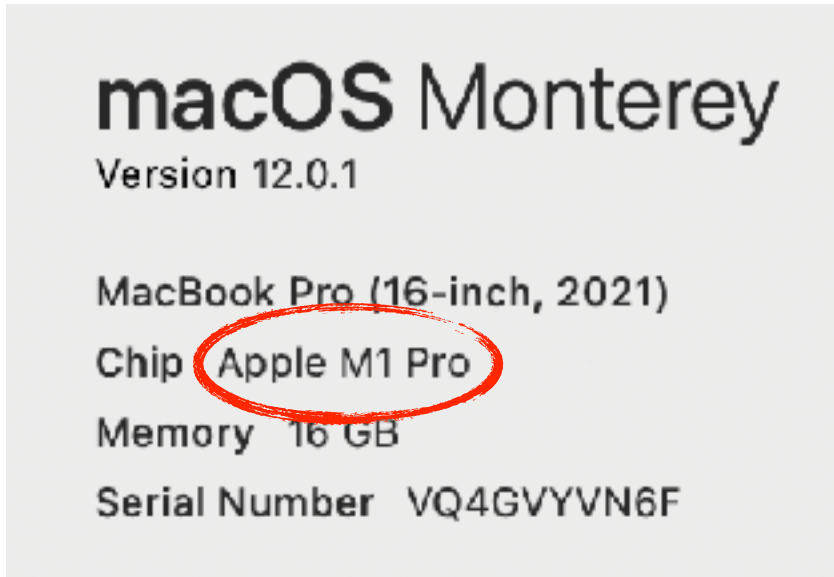 macOS Monterey
Version 12.0.1
MacBook Pro (16-inch, 2021)
Chip Apple M1 Pro
Memory 16 GB
Serial Number VQ4GVYVN6F